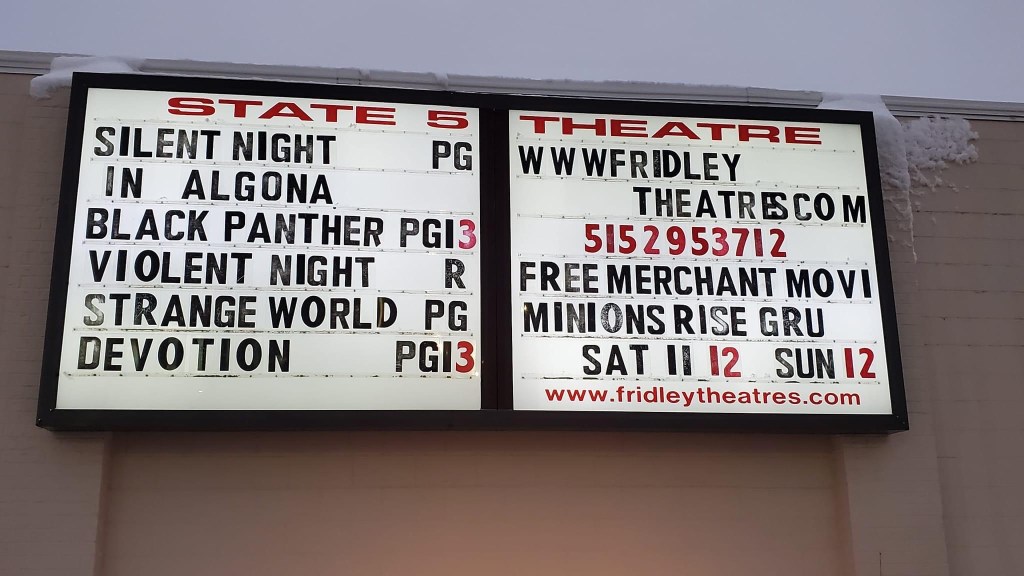 STATE 5
SILENT NIGHT PG
IN ALGONA
BLACK PANTHER PG13
VIOLENT NIGHT R
STRANGE WORLD PG
DEVOTION PG13
THEATRE
WWWFRIDLEY
THEATRESCOM
5152953712
FREE MERCHANT MOVI
MINIONS RISE GRU
SAT 11 12 SUN 12
www.fridleytheatres.com